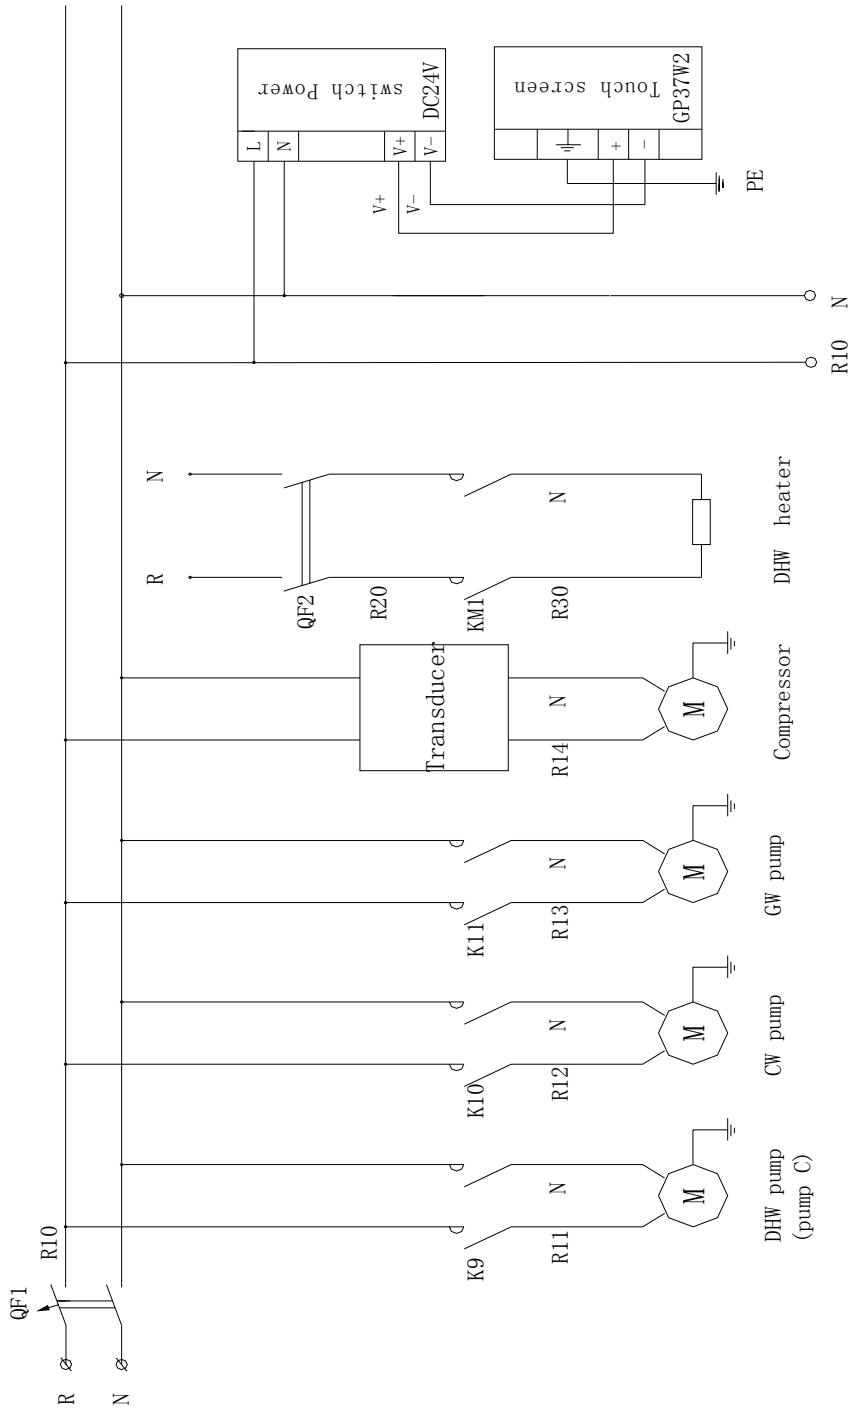 QF1
R
R10
N
K9
R11
N
M
DHW pump
(pump C)
K10
R12
N
M
CW pump
K11
R13
N
M
GW pump
Transducer
R14
N
M
Compressor
R
N
QF2
R20
KM1
R30
N
DHW heater
R10
N
switch Power
DC24V
L
N
V+
V-
V+
V-
Touch screen
GP37W2
+
-
PE